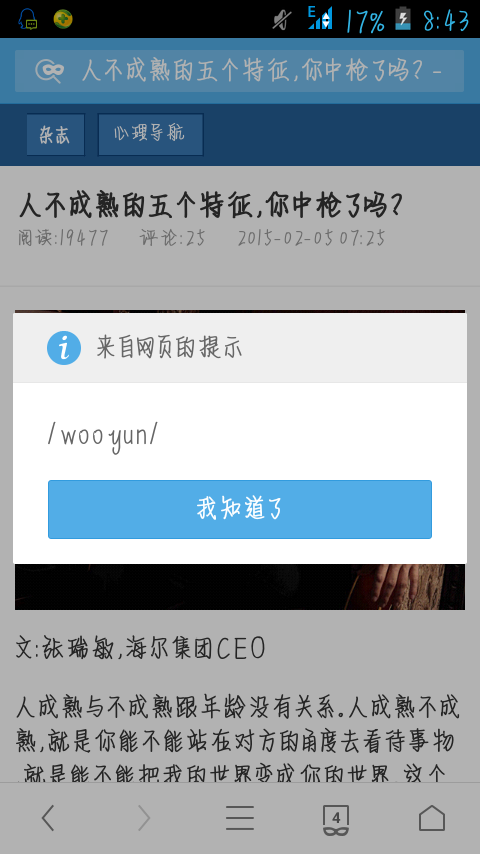 E 17% 8:43
人不成熟的五个特征,你中枪了吗? -
杂志 心理导航
人不成熟的五个特征,你中枪了吗?
阅读:19477 评论:25 2015-02-05 07:25
来自网页的提示
/wooyun/
我知道了
文:张瑞敏,海尔集团CEO
人成熟与不成熟跟年龄没有关系.人成熟不成
熟,就是你能不能站在对方的角度去看待事物
,就是能不能把我的世界变成你的世界.这个
4